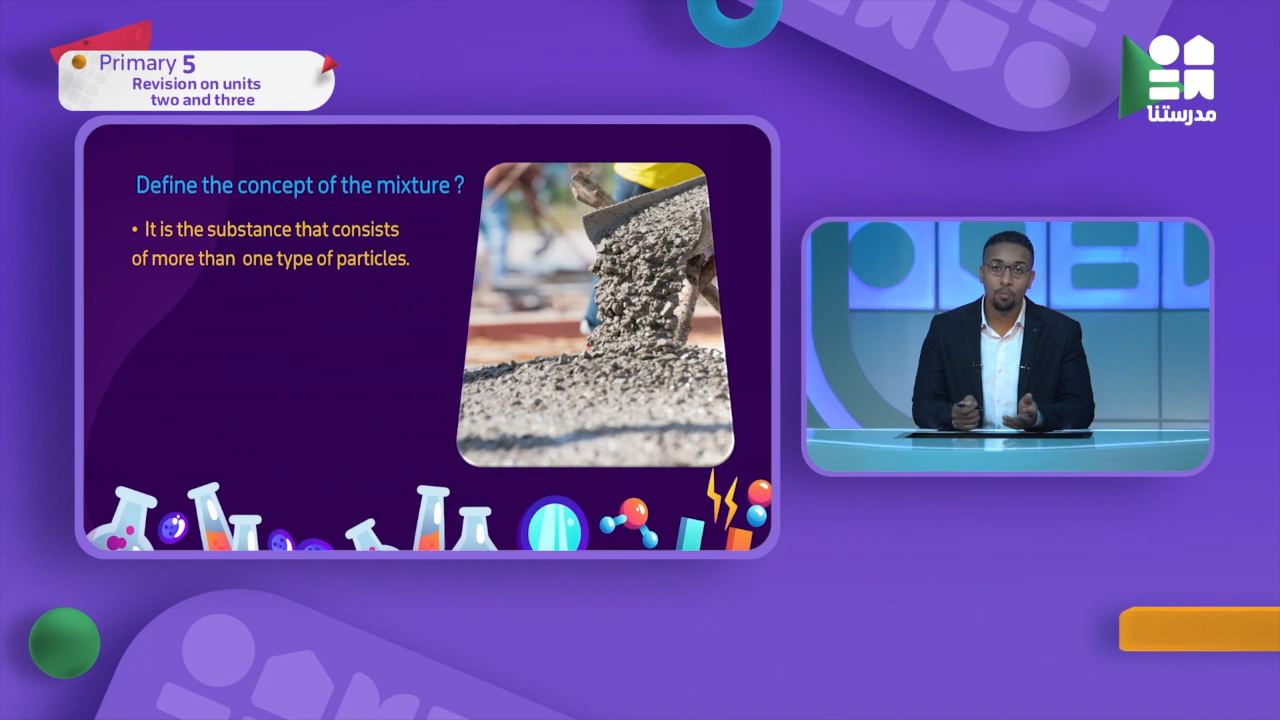 Primary 5
Revision on units
two and three
مدرستنا
Define the concept of the mixture ?
• It is the substance that consists
of more than one type of particles.